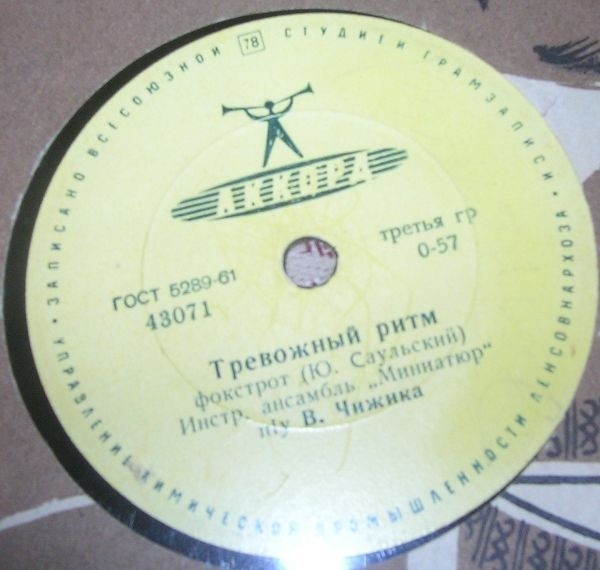 УПРАВЛЕНИЕ ХИМИЧЕСКОЙ ПРОМЫШЛЕННОСТИ ЛЕНСОВНАРХОЗА • ЗАПИСАНО ВСЕСОЮЗНОЙ 78 СТУДИЕЙ ГРАМЗАПИСИ •
АККОРД
ГОСТ 5289-61
43071
третья гр
0-57
Тревожный ритм
фокстрот (Ю. Саульский)
Инстр. ансамбль „Миниатюр"
п/у В. Чижика